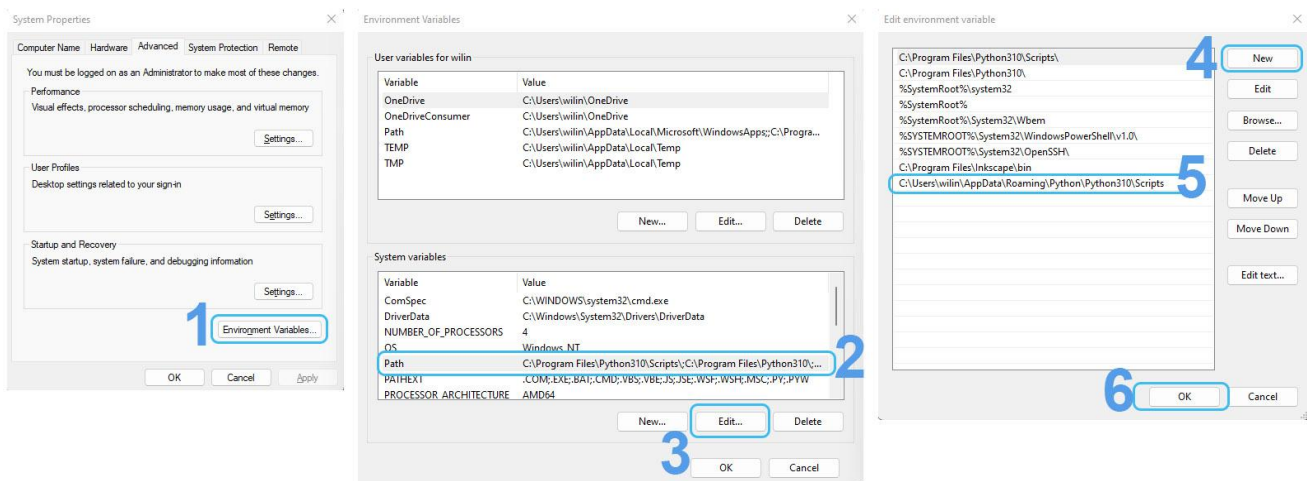 System Properties
Computer Name Hardware Advanced System Protection Remote
You must be logged on as an Administrator to make most of these changes.
Performance
Visual effects, processor scheduling, memory usage, and virtual memory
Settings...
User Profiles
Desktop settings related to your sign-in
Settings...
Startup and Recovery
System startup, system failure, and debugging information
Settings...
1
Environment Variables...
OK Cancel Apply
Environment Variables
User variables for wilin
Variable Value
OneDrive C:\Users\wilin\OneDrive
OneDriveConsumer C:\Users\wilin\OneDrive
Path C:\Users\wilin\AppData\Local\Microsoft\WindowsApps;;C:\Progra...
TEMP C:\Users\wilin\AppData\Local\Temp
TMP C:\Users\wilin\AppData\Local\Temp
New... Edit... Delete
System variables
Variable Value
ComSpec C:\WINDOWS\system32\cmd.exe
DriverData C:\Windows\System32\Drivers\DriverData
NUMBER_OF_PROCESSORS 4
OS Windows_NT
Path C:\Program Files\Python310\Scripts\;C:\Program Files\Python310\;...
2
PATHEXT .COM;.EXE;.BAT;.CMD;.VBS;.VBE;.JS;.JSE;.WSF;.WSH;.MSC;.PY;.PYW
PROCESSOR_ARCHITECTURE AMD64
New... Edit... Delete
3
OK Cancel
Edit environment variable
C:\Program Files\Python310\Scripts\
4
New
C:\Program Files\Python310\
%SystemRoot%\system32
Edit
%SystemRoot%
%SystemRoot%\System32\Wbem
Browse...
%SYSTEMROOT%\System32\WindowsPowerShell\v1.0\
%SYSTEMROOT%\System32\OpenSSH\
Delete
C:\Program Files\Inkscape\bin
C:\Users\wilin\AppData\Roaming\Python\Python310\Scripts
5
Move Up
Move Down
Edit text...
6
OK Cancel